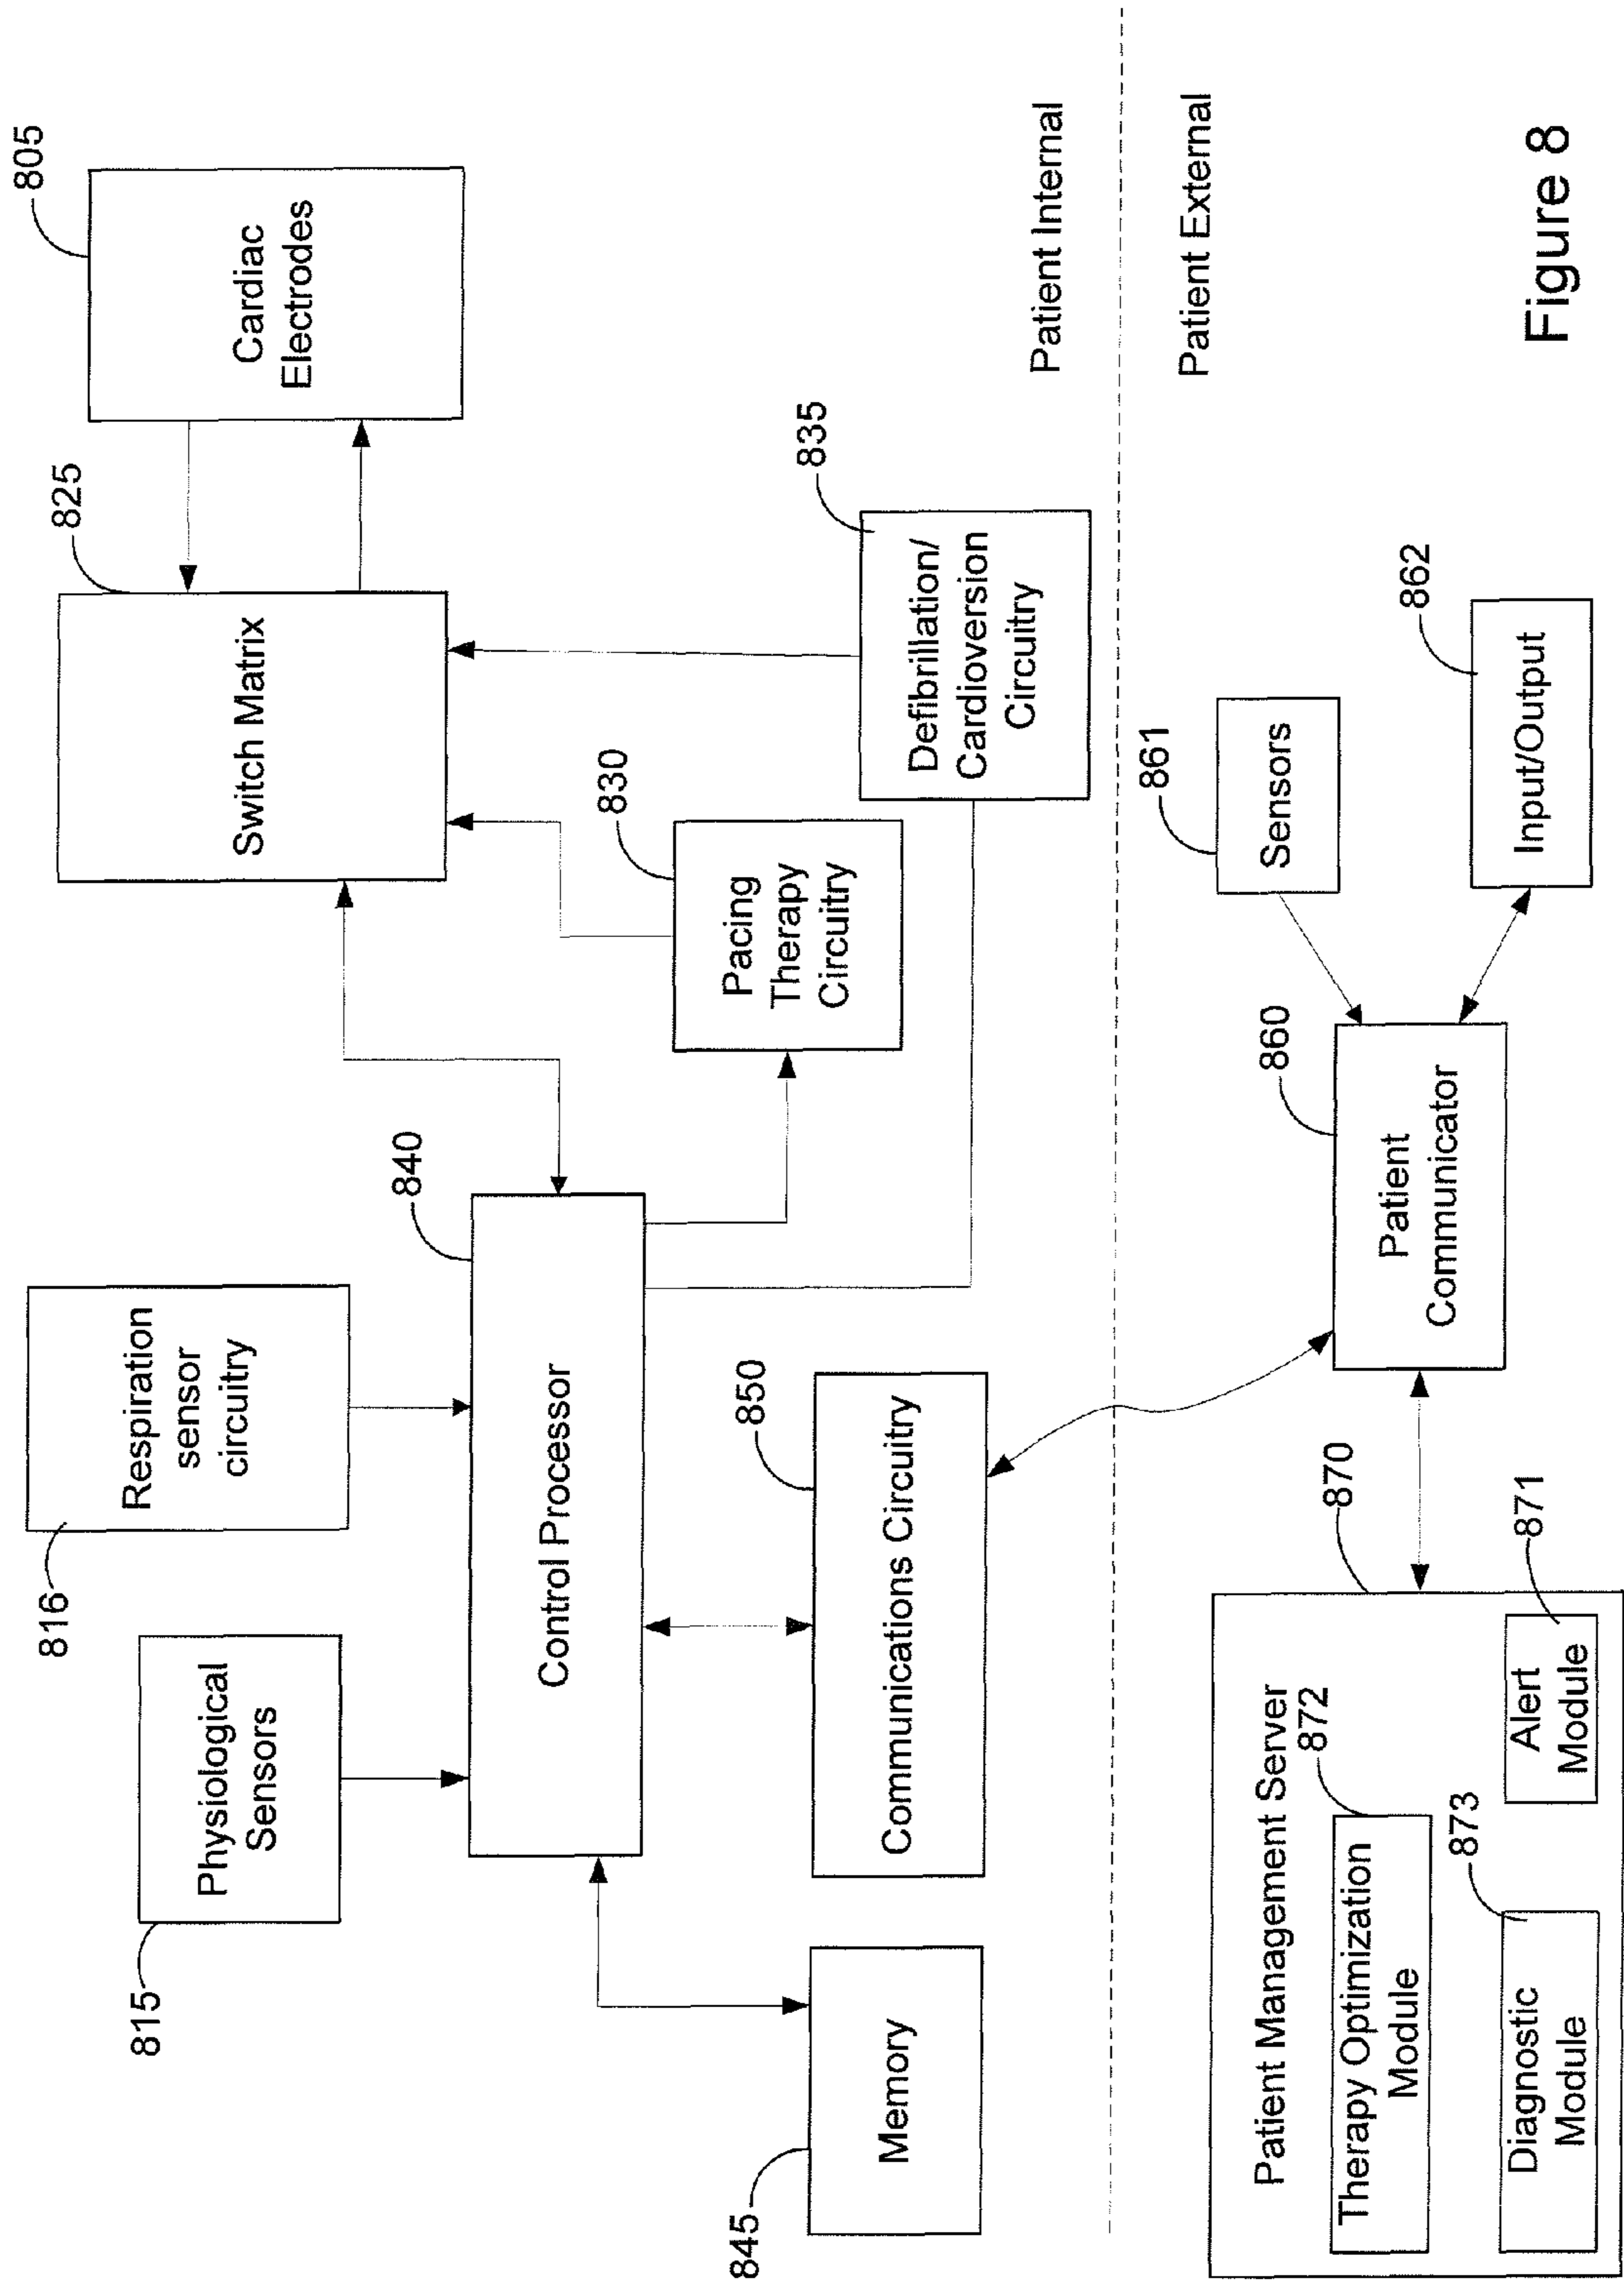 816
Respiration
sensor
circuitry
815
Physiological
Sensors
840
Control Processor
825
Switch Matrix
805
Cardiac
Electrodes
830
Pacing
Therapy
Circuitry
835
Defibrillation/
Cardioversion
Circuitry
845
Memory
850
Communications Circuitry
Patient Internal
Patient External
870
Patient Management Server
872
Therapy Optimization
Module
873
Diagnostic
Module
871
Alert
Module
860
Patient
Communicator
861
Sensors
862
Input/Output
Figure 8